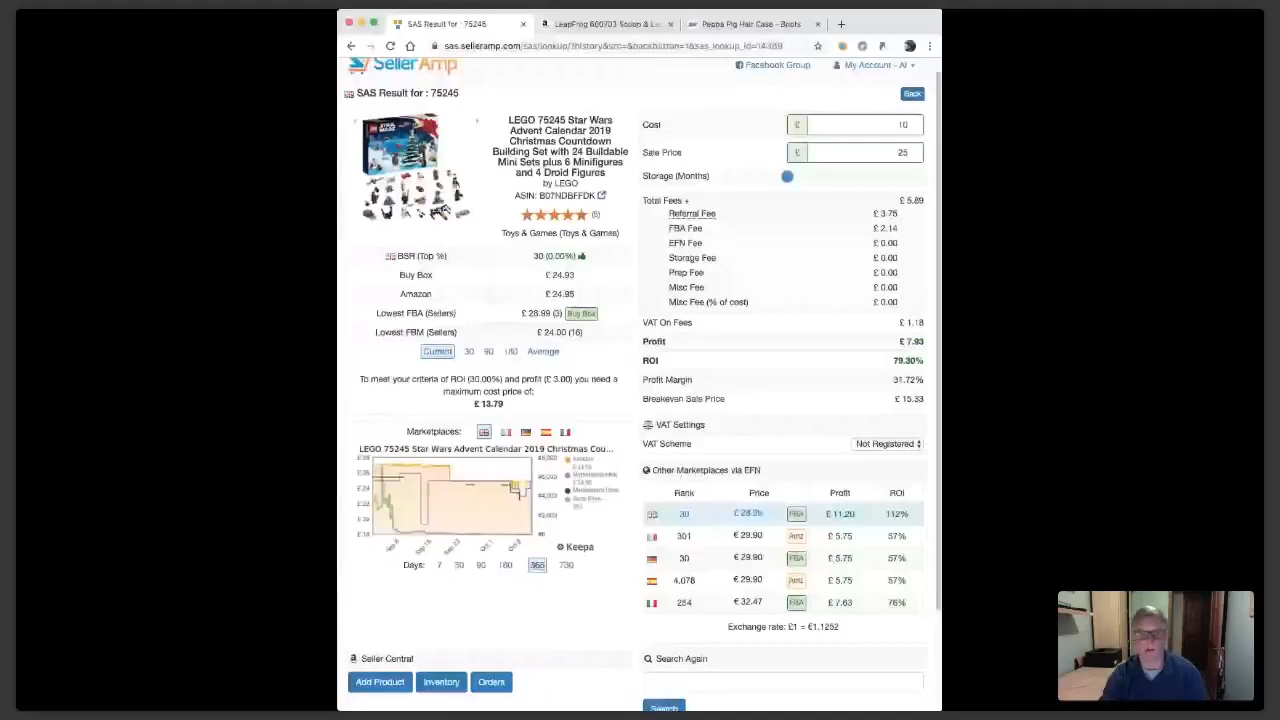 SAS Result for : 75245
LeapFrog 600703 Scoop & Le
Peppa Pig Hair Case - Boots
SellerAmp
Facebook Group
My Account - Al
SAS Result for : 75245
Back
LEGO 75245 Star Wars
Advent Calendar 2019
Christmas Countdown
Building Set with 24 Buildable
Mini Sets plus 6 Minifigures
and 4 Droid Figures
by LEGO
ASIN: B07NDBFFDK
(6)
Toys & Games (Toys & Games)
BSR (Top %) 30 (0.00%)
Buy Box £ 24.93
Amazon £ 24.95
Lowest FBA (Sellers) £ 28.99 (3) Buy Box
Lowest FBM (Sellers) £ 24.00 (16)
Current 30 90 180 Average
To meet your criteria of ROI (30.00%) and profit (£ 3.00) you need a
maximum cost price of:
£ 13.79
Marketplaces:
LEGO 75245 Star Wars Advent Calendar 2019 Christmas Cou...
Keepa
Days: 7 30 90 180 365 730
Seller Central
Add Product Inventory Orders
Cost £ 10
Sale Price £ 25
Storage (Months)
Total Fees + £ 5.89
Referral Fee £ 3.75
FBA Fee £ 2.14
EFN Fee £ 0.00
Storage Fee £ 0.00
Prep Fee £ 0.00
Misc Fee £ 0.00
Misc Fee (% of cost) £ 0.00
VAT On Fees £ 1.18
Profit £ 7.93
ROI 79.30%
Profit Margin 31.72%
Breakeven Sale Price £ 15.33
VAT Settings
VAT Scheme Not Registered
Other Marketplaces via EFN
Rank Price Profit ROI
30 FBA £ 11.20 112%
301 € 29.90 Amz £ 5.75 57%
30 € 29.90 FBA £ 5.75 57%
4,078 € 29.90 Amz £ 5.75 57%
254 € 32.47 FBA £ 7.63 76%
Exchange rate: £1 = €1.1252
Search Again
Search